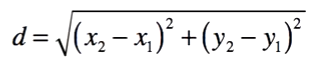 d = √((x₂ − x₁)² + (y₂ − y₁)²)